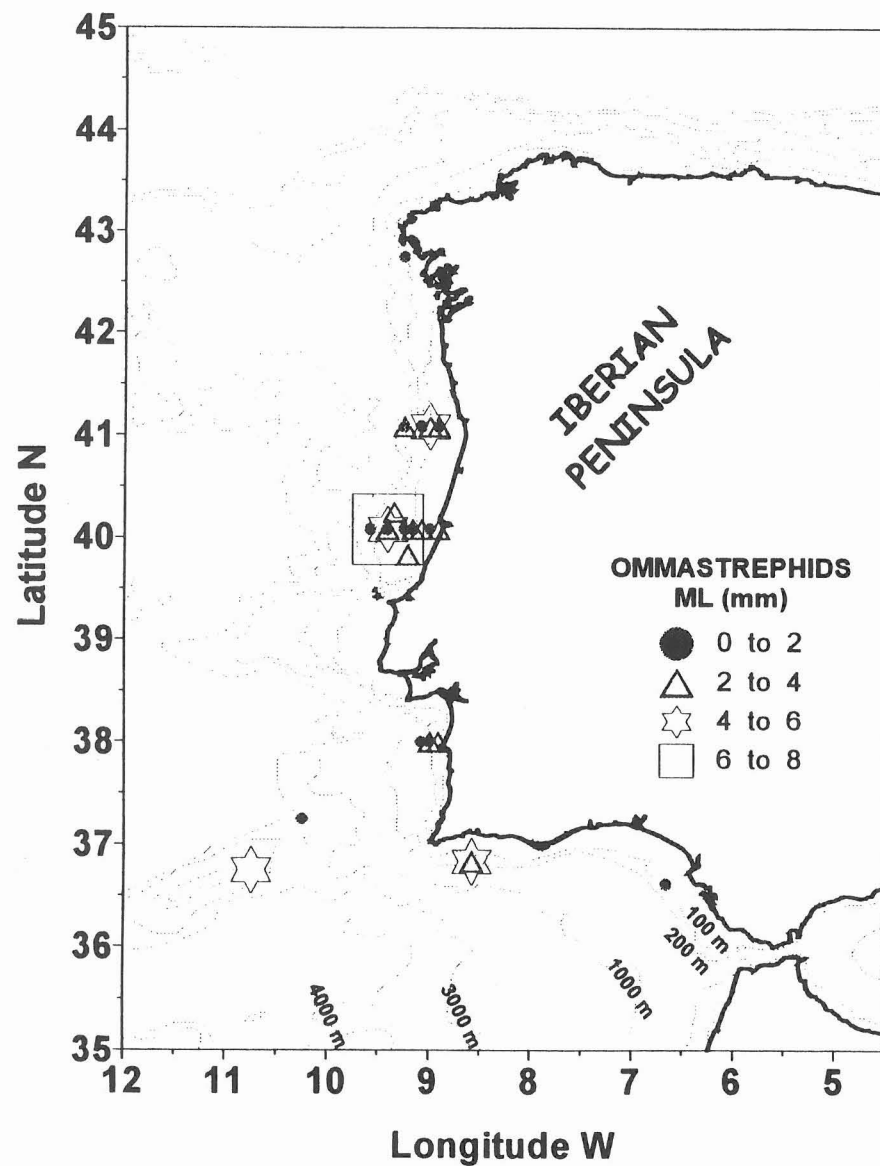 45
44
43
42
41
40
39
38
37
36
35
Latitude N
IBERIAN
PENINSULA
OMMASTREPHIDS
ML (mm)
0 to 2
2 to 4
4 to 6
6 to 8
100 m
200 m
1000 m
3000 m
4000 m
12 11 10 9 8 7 6 5
Longitude W